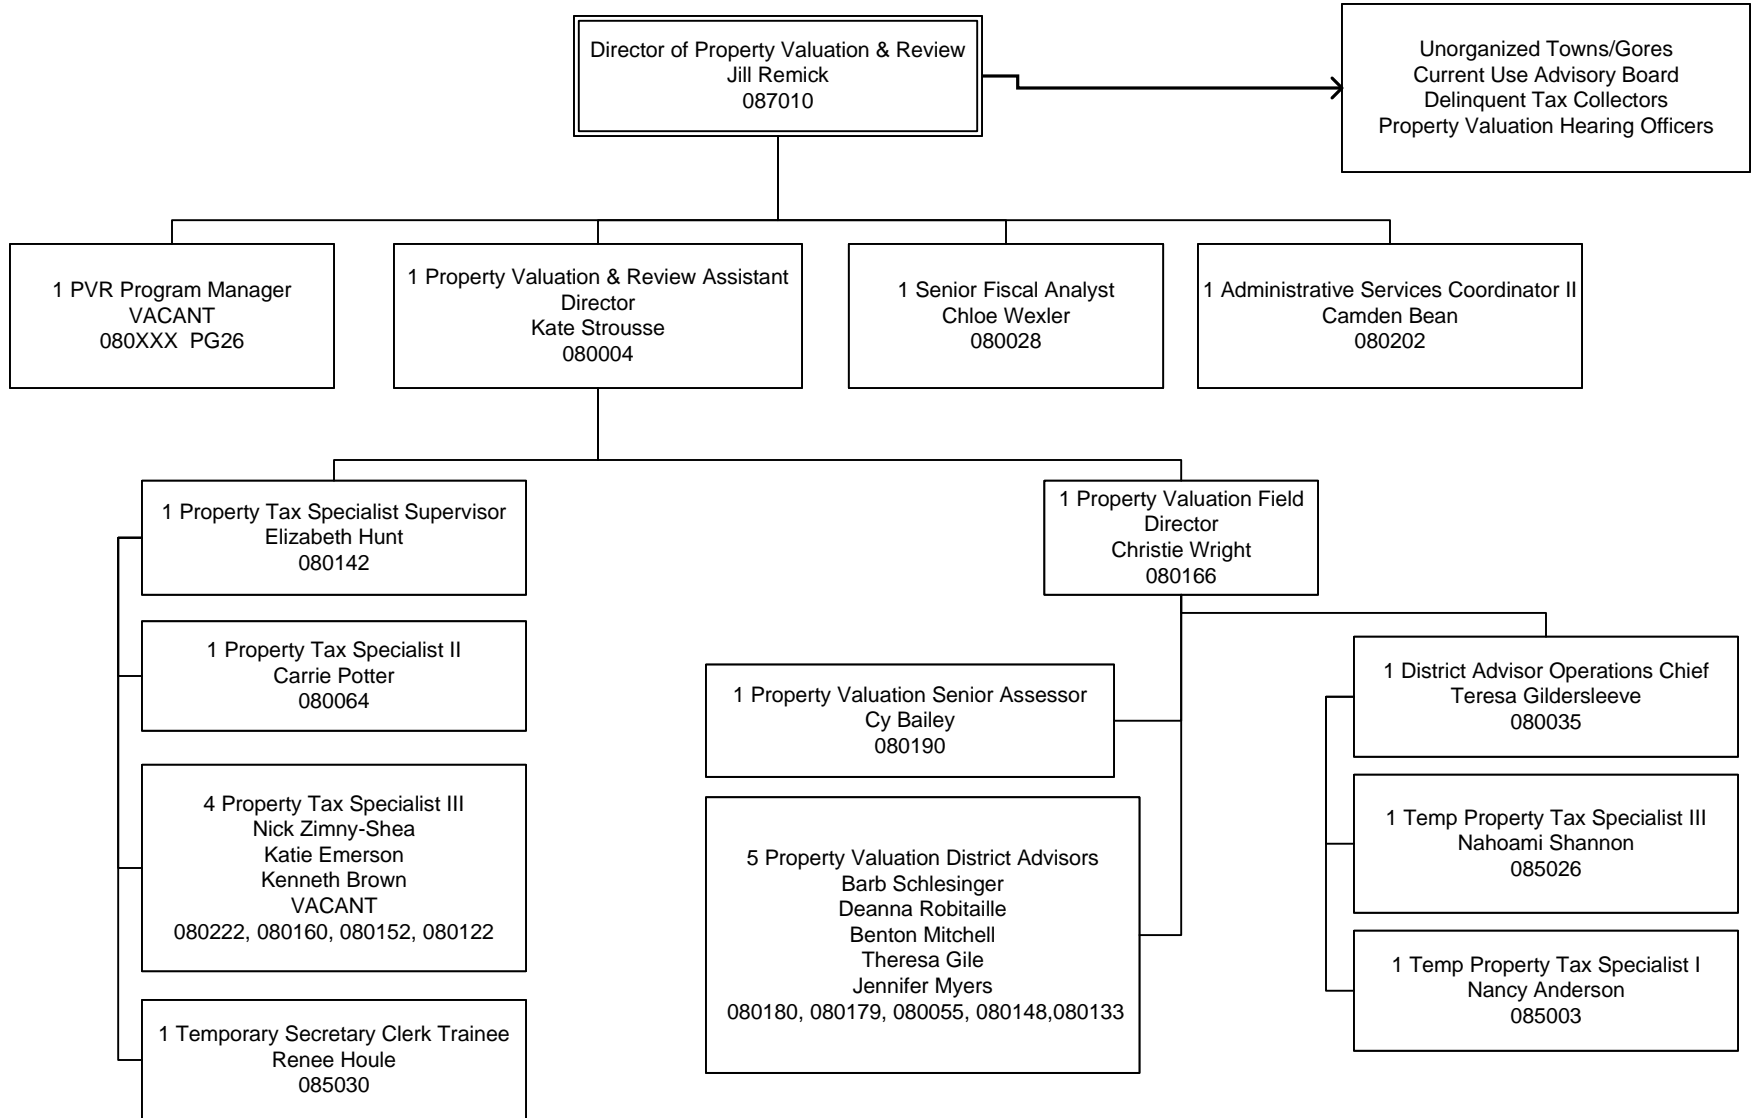 Director of Property Valuation & Review
Jill Remick
087010
Unorganized Towns/Gores
Current Use Advisory Board
Delinquent Tax Collectors
Property Valuation Hearing Officers
1 PVR Program Manager
VACANT
080XXX PG26
1 Property Valuation & Review Assistant
Director
Kate Strousse
080004
1 Senior Fiscal Analyst
Chloe Wexler
080028
1 Administrative Services Coordinator II
Camden Bean
080202
1 Property Tax Specialist Supervisor
Elizabeth Hunt
080142
1 Property Tax Specialist II
Carrie Potter
080064
4 Property Tax Specialist III
Nick Zimny-Shea
Katie Emerson
Kenneth Brown
VACANT
080222, 080160, 080152, 080122
1 Temporary Secretary Clerk Trainee
Renee Houle
085030
1 Property Valuation Field
Director
Christie Wright
080166
1 Property Valuation Senior Assessor
Cy Bailey
080190
5 Property Valuation District Advisors
Barb Schlesinger
Deanna Robitaille
Benton Mitchell
Theresa Gile
Jennifer Myers
080180, 080179, 080055, 080148,080133
1 District Advisor Operations Chief
Teresa Gildersleeve
080035
1 Temp Property Tax Specialist III
Nahoami Shannon
085026
1 Temp Property Tax Specialist I
Nancy Anderson
085003